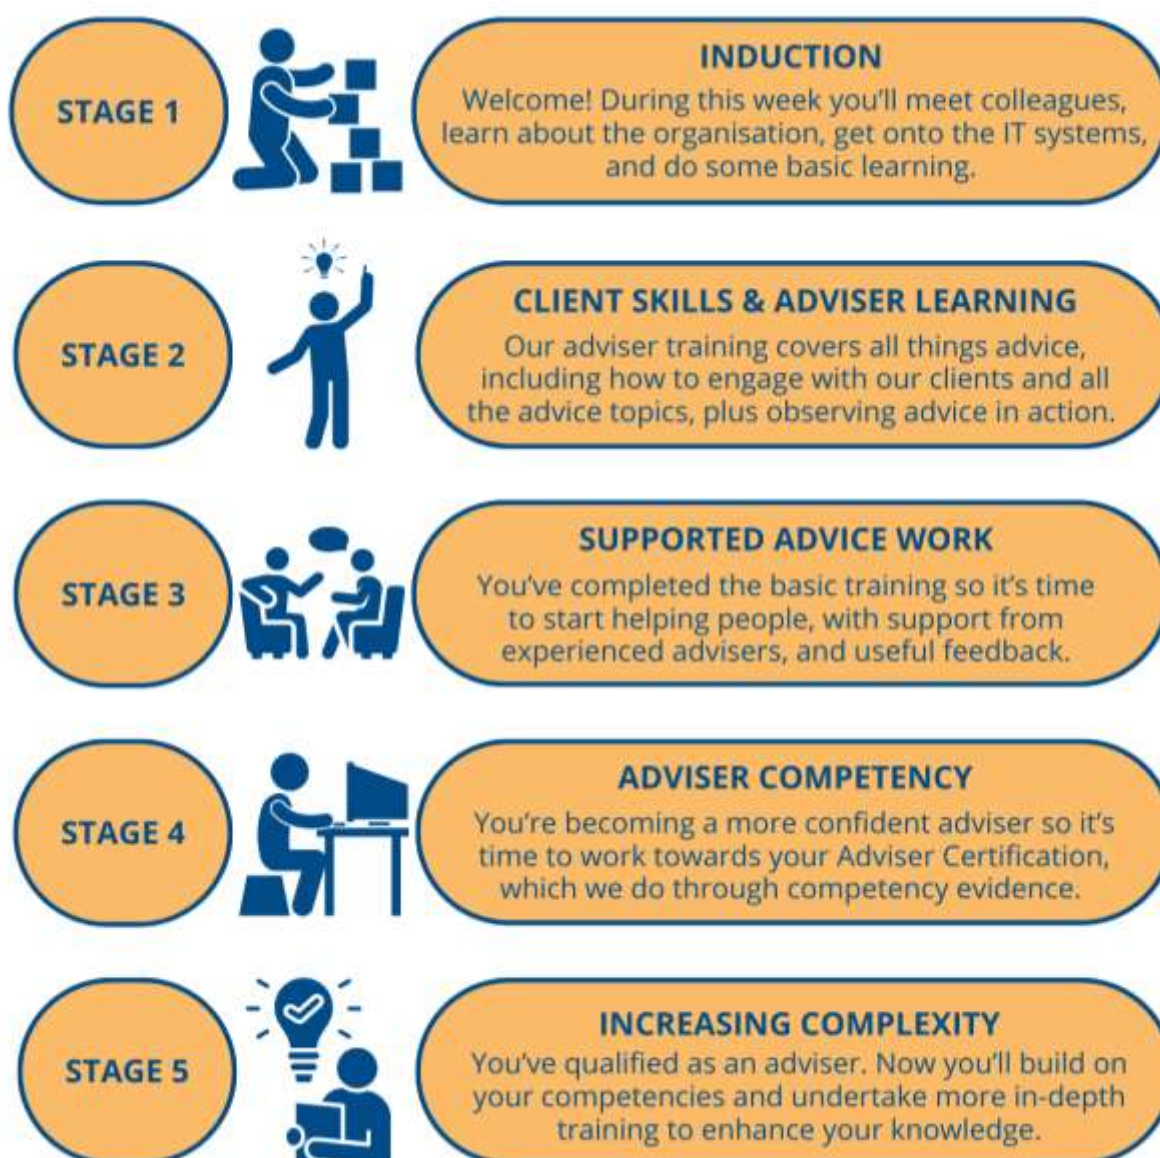 STAGE 1
INDUCTION
Welcome! During this week you'll meet colleagues,
learn about the organisation, get onto the IT systems,
and do some basic learning.
STAGE 2
CLIENT SKILLS & ADVISER LEARNING
Our adviser training covers all things advice,
including how to engage with our clients and all
the advice topics, plus observing advice in action.
STAGE 3
SUPPORTED ADVICE WORK
You've completed the basic training so it's time
to start helping people, with support from
experienced advisers, and useful feedback.
STAGE 4
ADVISER COMPETENCY
You're becoming a more confident adviser so it's
time to work towards your Adviser Certification,
which we do through competency evidence.
STAGE 5
INCREASING COMPLEXITY
You've qualified as an adviser. Now you'll build on
your competencies and undertake more in-depth
training to enhance your knowledge.